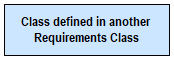 Class defined in another
Requirements Class